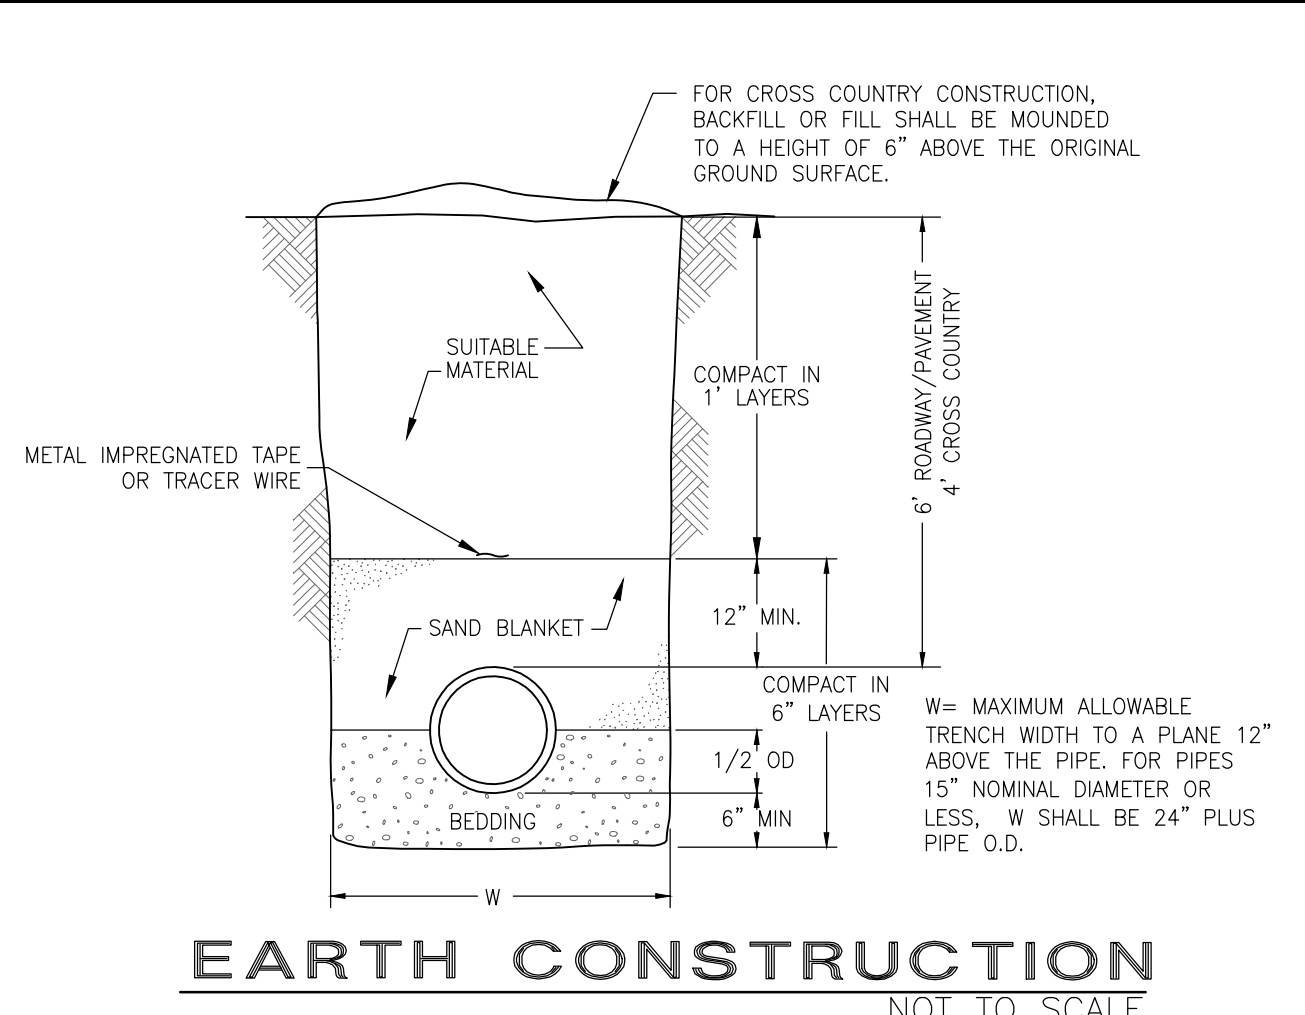 FOR CROSS COUNTRY CONSTRUCTION,
BACKFILL OR FILL SHALL BE MOUNDED
TO A HEIGHT OF 6” ABOVE THE ORIGINAL
GROUND SURFACE.
SUITABLE
MATERIAL
COMPACT IN
1' LAYERS
6' ROADWAY/PAVEMENT
4' CROSS COUNTRY
METAL IMPREGNATED TAPE
OR TRACER WIRE
12” MIN.
SAND BLANKET
COMPACT IN
6” LAYERS
W= MAXIMUM ALLOWABLE
TRENCH WIDTH TO A PLANE 12”
ABOVE THE PIPE. FOR PIPES
15” NOMINAL DIAMETER OR
LESS, W SHALL BE 24” PLUS
PIPE O.D.
1/2 OD
6” MIN
BEDDING
W
EARTH CONSTRUCTION
NOT TO SCALE